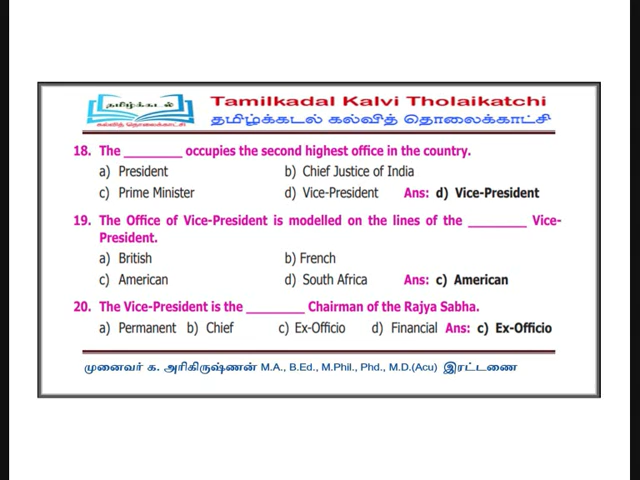 தமிழ்க்கடல்
கல்வித் தொலைக்காட்சி
Tamilkadal Kalvi Tholaikatchi
தமிழ்க்கடல் கல்வித் தொலைக்காட்சி
18. The ________ occupies the second highest office in the country.
a) President b) Chief Justice of India
c) Prime Minister d) Vice-President Ans: d) Vice-President
19. The Office of Vice-President is modelled on the lines of the ________ Vice-
President.
a) British b) French
c) American d) South Africa Ans: c) American
20. The Vice-President is the ________ Chairman of the Rajya Sabha.
a) Permanent b) Chief c) Ex-Officio d) Financial Ans: c) Ex-Officio
முனைவர் க. அரிகிருஷ்ணன் M.A., B.Ed., M.Phil., Phd., M.D.(Acu) இரட்டணை